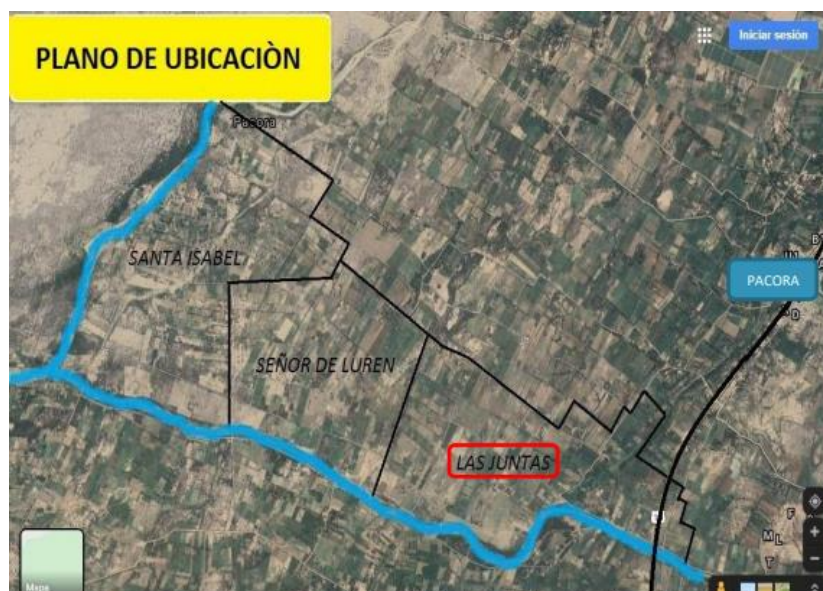 PLANO DE UBICACIÒN
Iniciar sesión
Pacora
SANTA ISABEL
PACORA
SEÑOR DE LUREN
LAS JUNTAS
Mapa